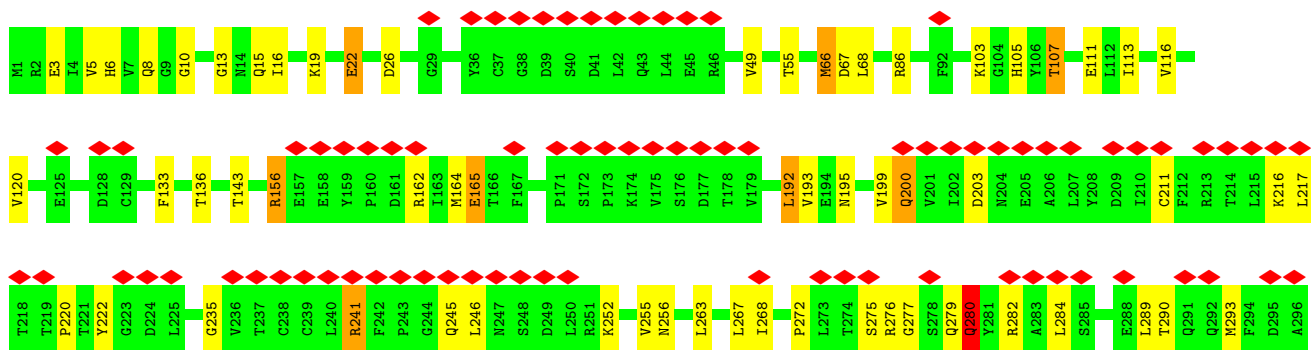 M1 R2 E3 I4 V5 H6 V7 Q8 G9 G10 G13 N14 Q15 I16 K19 E22 D26 G29 Y36 C37 G38 D39 S40 D41 L42 Q43 L44 E45 R46 V49 T55 M66 D67 L68 R86 F92 K103 G104 H105 Y106 T107 E111 L112 I113 V116
V120 E125 D128 C129 F133 T136 T143 R156 E157 E158 Y159 P160 D161 R162 I163 M164 E165 T166 F167 P171 S172 P173 K174 V175 S176 D177 T178 V179 L192 V193 E194 N195 V199 Q200 V201 I202 D203 N204 E205 A206 L207 Y208 D209 I210 C211 F212 R213 T214 L215 K216 L217
T218 T219 P220 T221 Y222 G223 D224 L225 G235 V236 T237 C238 C239 L240 R241 F242 P243 G244 Q245 L246 N247 S248 D249 L250 R251 K252 V255 N256 L263 L267 I268 P272 L273 T274 S275 R276 G277 S278 Q279 Q280 Y281 R282 A283 L284 S285 E288 L289 T290 Q291 Q292 M293 F294 D295 A296